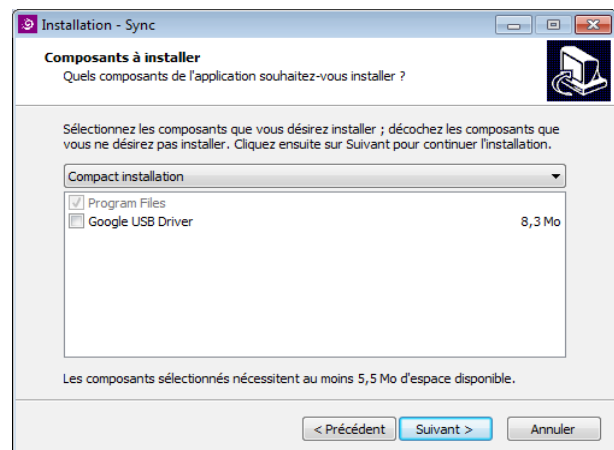 Installation - Sync
Composants à installer
Quels composants de l'application souhaitez-vous installer ?
Sélectionnez les composants que vous désirez installer ; décochez les composants que
vous ne désirez pas installer. Cliquez ensuite sur Suivant pour continuer l'installation.
Compact installation
Program Files
Google USB Driver 8,3 Mo
Les composants sélectionnés nécessitent au moins 5,5 Mo d'espace disponible.
< Précédent Suivant > Annuler